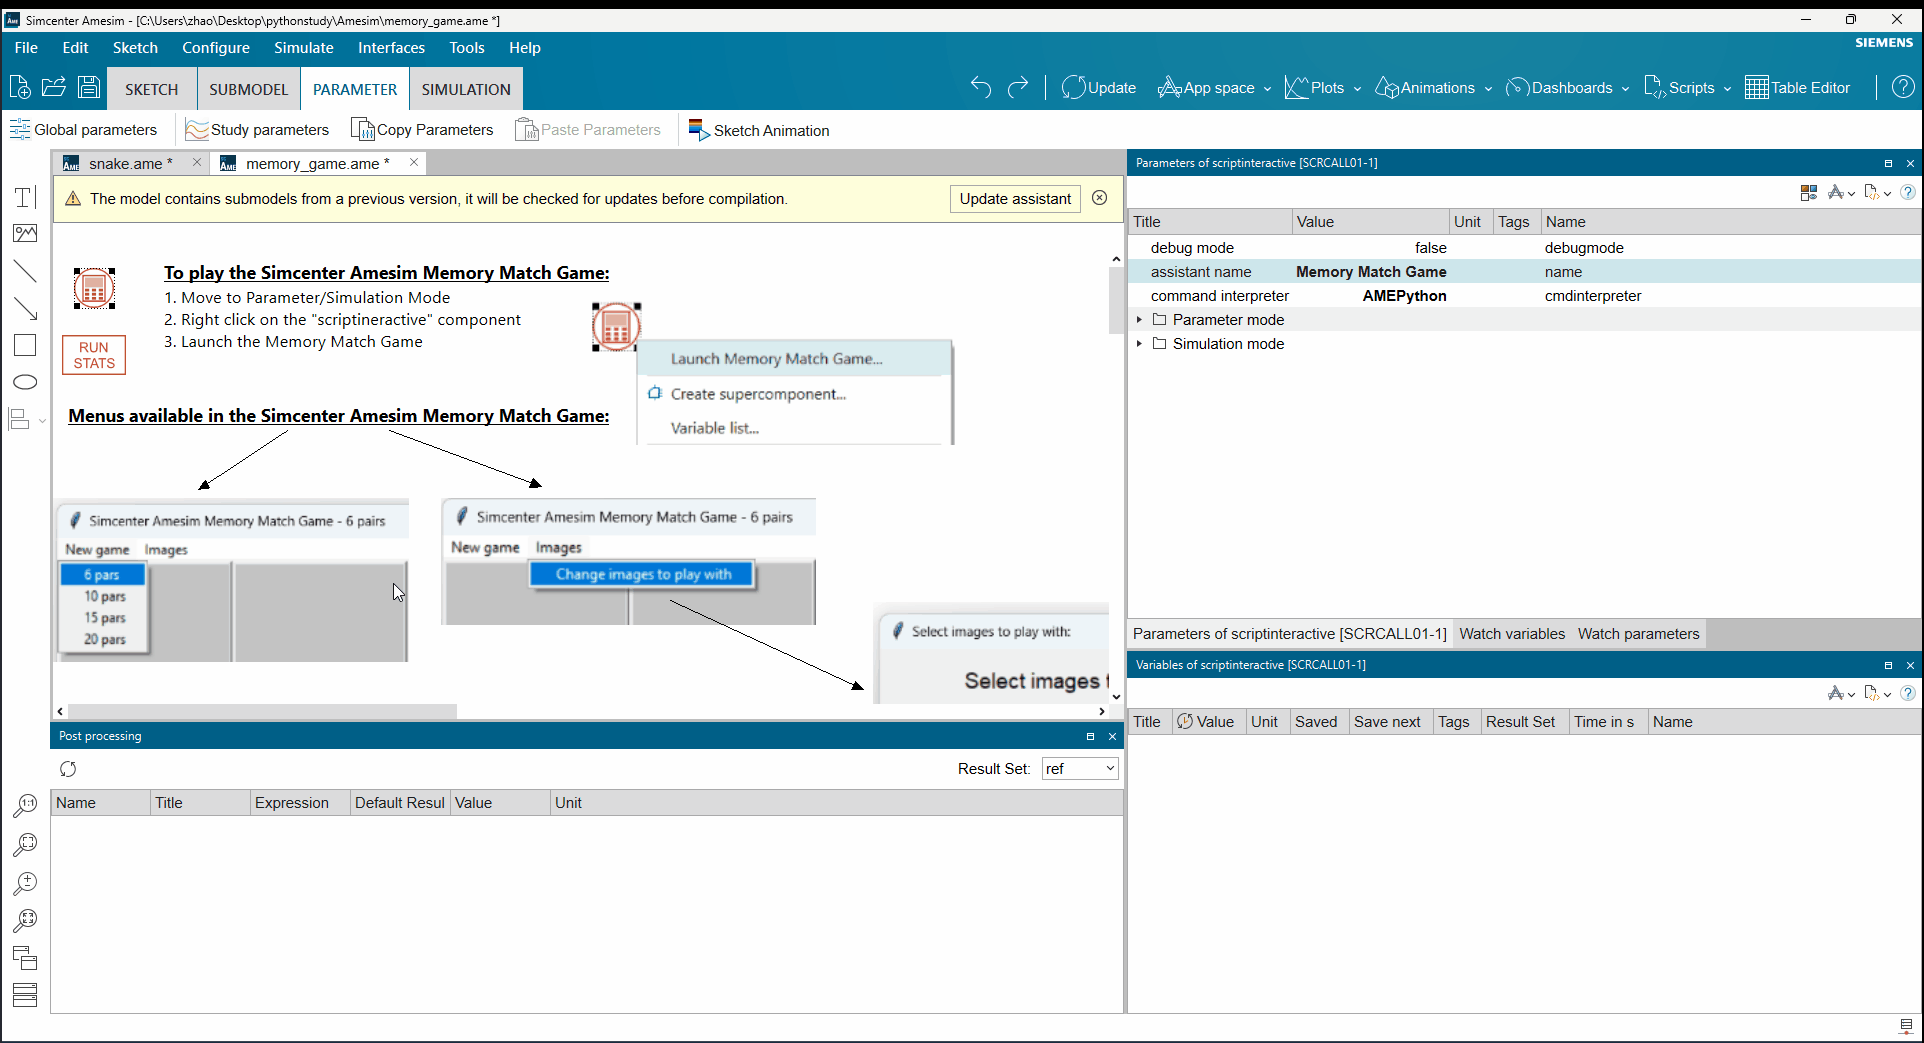 Simcenter Amesim - [C:\Users\zhao\Desktop\pythonstudy\Amesim\memory_game.ame *]
File Edit Sketch Configure Simulate Interfaces Tools Help
SIEMENS
SKETCH SUBMODEL PARAMETER SIMULATION
Update App space Plots Animations Dashboards Scripts Table Editor
Global parameters Study parameters Copy Parameters Paste Parameters Sketch Animation
snake.ame * memory_game.ame *
The model contains submodels from a previous version, it will be checked for updates before compilation.
Update assistant
To play the Simcenter Amesim Memory Match Game:
1. Move to Parameter/Simulation Mode
2. Right click on the "scriptineractive" component
3. Launch the Memory Match Game
RUN
STATS
Launch Memory Match Game...
Create supercomponent...
Variable list...
Menus available in the Simcenter Amesim Memory Match Game:
Simcenter Amesim Memory Match Game - 6 pairs
New game Images
6 pars
10 pars
15 pars
20 pars
Simcenter Amesim Memory Match Game - 6 pairs
New game Images
Change images to play with
Select images to play with:
Select images t
Post processing
Result Set: ref
Name Title Expression Default Resul Value Unit
Parameters of scriptinteractive [SCRCALL01-1]
Title Value Unit Tags Name
debug mode false debugmode
assistant name Memory Match Game name
command interpreter AMEPython cmdinterpreter
Parameter mode
Simulation mode
Parameters of scriptinteractive [SCRCALL01-1] Watch variables Watch parameters
Variables of scriptinteractive [SCRCALL01-1]
Title Value Unit Saved Save next Tags Result Set Time in s Name